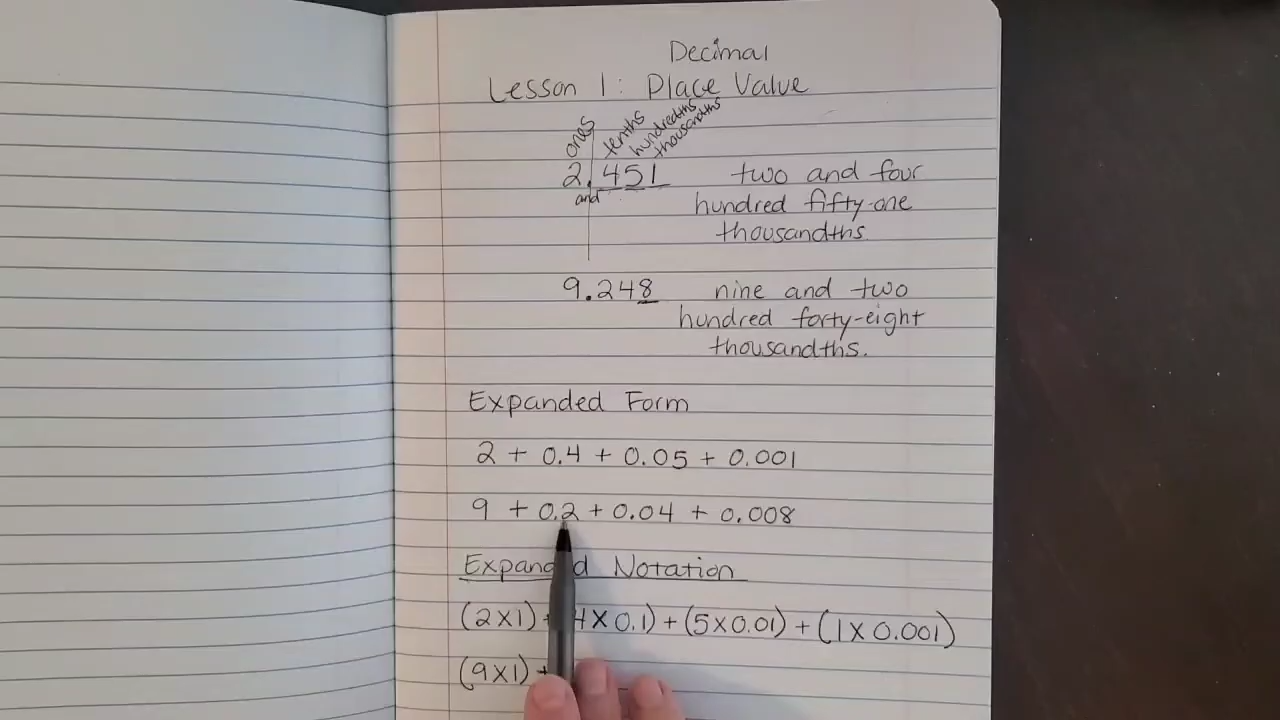 Decimal
Lesson 1: Place Value
ones tenths hundredths thousandths
2.451 two and four
and hundred fifty-one
thousandths.
9.248 nine and two
hundred forty-eight
thousandths.
Expanded Form
2 + 0.4 + 0.05 + 0.001
9 + 0.2 + 0.04 + 0.008
Expanded Notation
(2x1) + (4x0.1) + (5x0.01) + (1x0.001)
(9x1) +